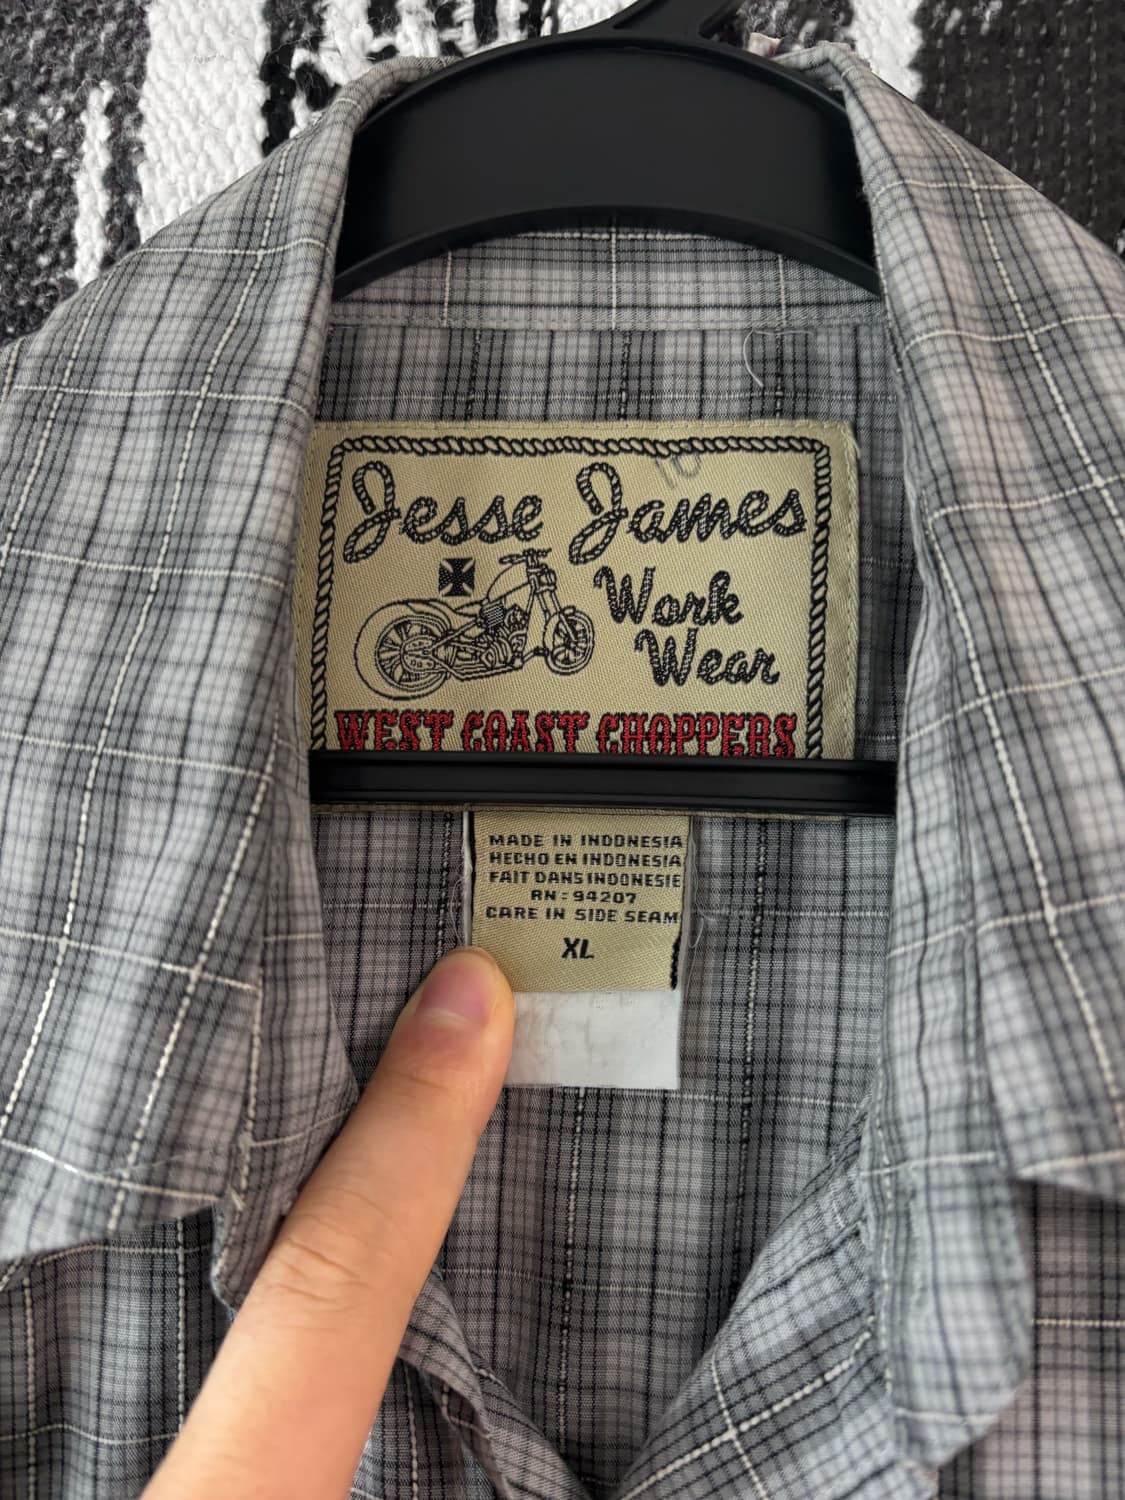 Jesse James
Work
Wear
WEST COAST CHOPPERS
MADE IN INDONESIA
HECHO EN INDONESIA
FAIT DANS INDONESIE
RN: 94207
CARE IN SIDE SEAM
XL